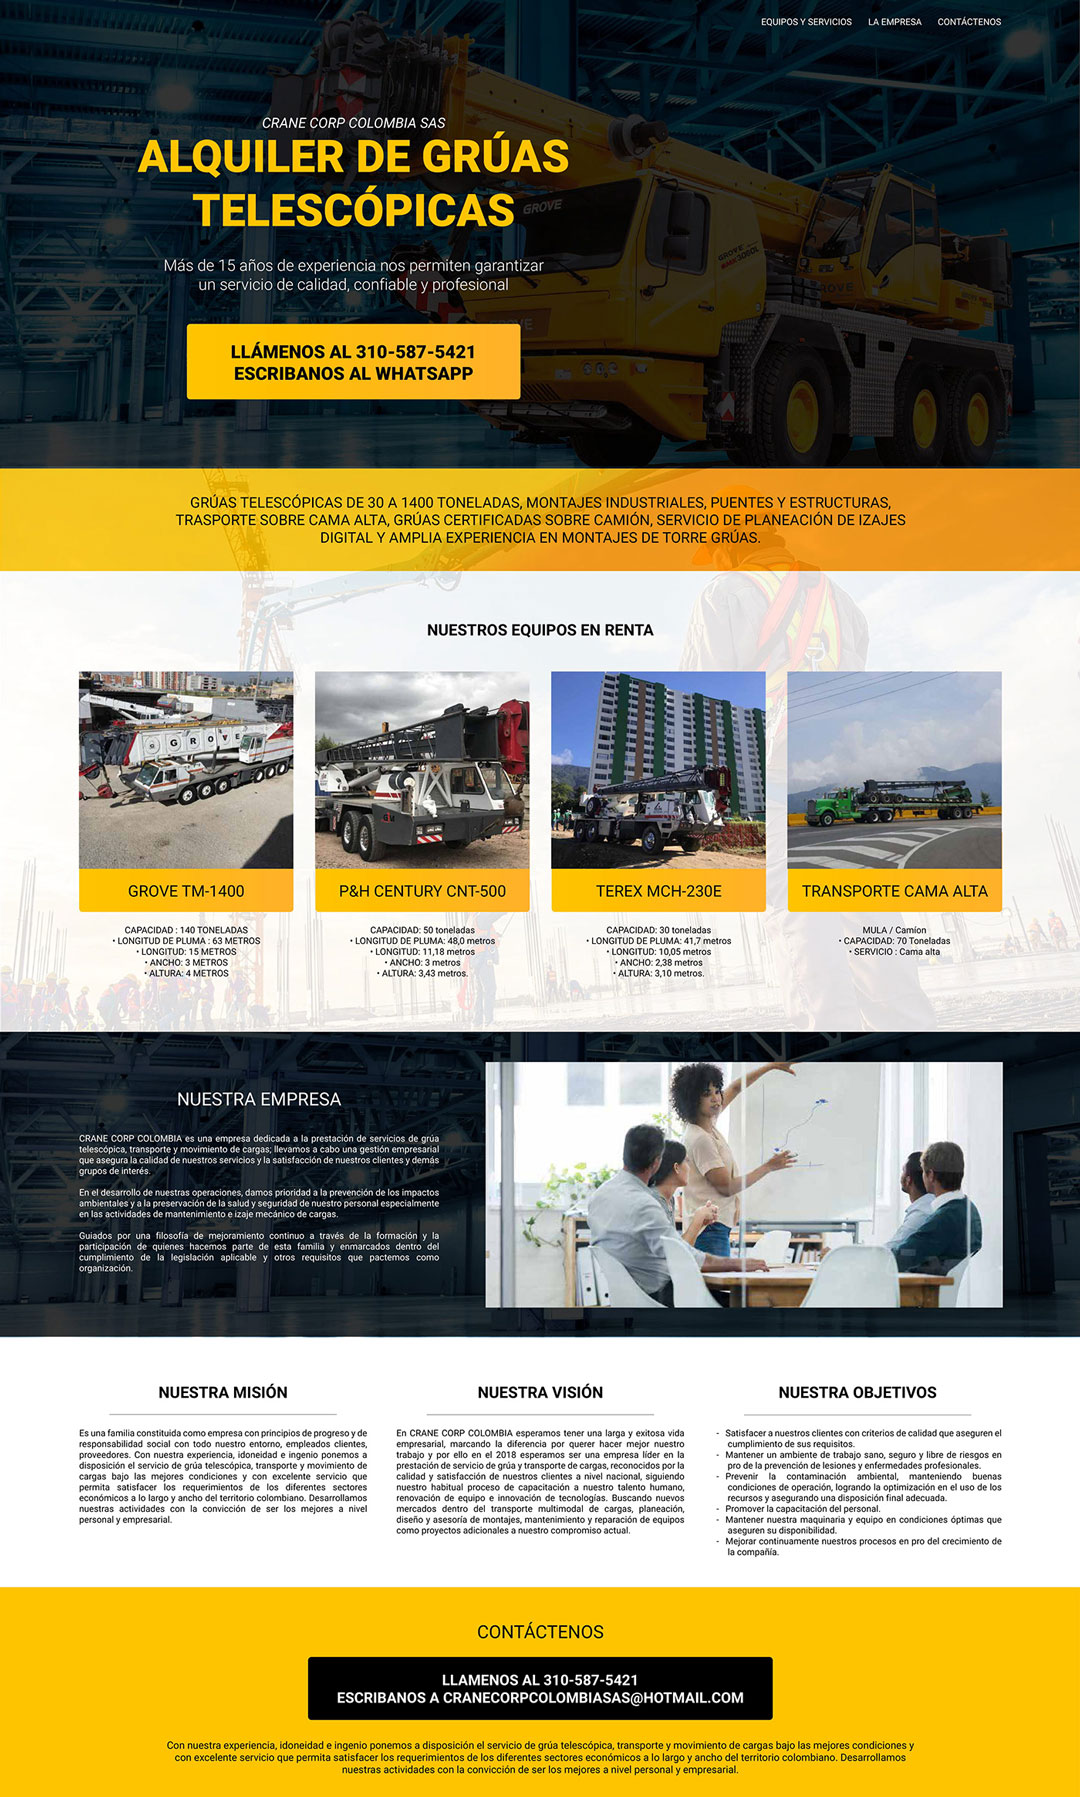 EQUIPOS Y SERVICIOS LA EMPRESA CONTÁCTENOS
CRANE CORP COLOMBIA SAS
ALQUILER DE GRÚAS
TELESCÓPICAS
Más de 15 años de experiencia nos permiten garantizar
un servicio de calidad, confiable y profesional
LLÁMENOS AL 310-587-5421
ESCRIBANOS AL WHATSAPP
GROVE
GROVE
GROVE
GROVE
GRÚAS TELESCÓPICAS DE 30 A 1400 TONELADAS, MONTAJES INDUSTRIALES, PUENTES Y ESTRUCTURAS,
TRASPORTE SOBRE CAMA ALTA, GRÚAS CERTIFICADAS SOBRE CAMIÓN, SERVICIO DE PLANEACIÓN DE IZAJES
DIGITAL Y AMPLIA EXPERIENCIA EN MONTAJES DE TORRE GRÚAS.
NUESTROS EQUIPOS EN RENTA
GROVE
GROVE TM-1400
CAPACIDAD : 140 TONELADAS
• LONGITUD DE PLUMA : 63 METROS
• LONGITUD: 15 METROS
• ANCHO: 3 METROS
• ALTURA: 4 METROS
P&H CENTURY CNT-500
CAPACIDAD: 50 toneladas
• LONGITUD DE PLUMA: 48,0 metros
• LONGITUD: 11,18 metros
• ANCHO: 3 metros
• ALTURA: 3,43 metros.
TEREX MCH-230E
CAPACIDAD: 30 toneladas
• LONGITUD DE PLUMA: 41,7 metros
• LONGITUD: 10,05 metros
• ANCHO: 2,38 metros
• ALTURA: 3,10 metros.
TRANSPORTE CAMA ALTA
MULA / Camíon
• CAPACIDAD: 70 Toneladas
• SERVICIO : Cama alta
NUESTRA EMPRESA
CRANE CORP COLOMBIA es una empresa dedicada a la prestación de servicios de grúa
telescópica, transporte y movimiento de cargas; llevamos a cabo una gestión empresarial
que asegura la calidad de nuestros servicios y la satisfacción de nuestros clientes y demás
grupos de interés.
En el desarrollo de nuestras operaciones, damos prioridad a la prevención de los impactos
ambientales y a la preservación de la salud y seguridad de nuestro personal especialmente
en las actividades de mantenimiento e izaje mecánico de cargas.
Guiados por una filosofía de mejoramiento continuo a través de la formación y la
participación de quienes hacemos parte de esta familia y enmarcados dentro del
cumplimiento de la legislación aplicable y otros requisitos que pactemos como
organización.
NUESTRA MISIÓN
Es una familia constituida como empresa con principios de progreso y de
responsabilidad social con todo nuestro entorno, empleados clientes,
proveedores. Con nuestra experiencia, idoneidad e ingenio ponemos a
disposición el servicio de grúa telescópica, transporte y movimiento de
cargas bajo las mejores condiciones y con excelente servicio que
permita satisfacer los requerimientos de los diferentes sectores
económicos a lo largo y ancho del territorio colombiano. Desarrollamos
nuestras actividades con la convicción de ser los mejores a nivel
personal y empresarial.
NUESTRA VISIÓN
En CRANE CORP COLOMBIA esperamos tener una larga y exitosa vida
empresarial, marcando la diferencia por querer hacer mejor nuestro
trabajo y por ello en el 2018 esperamos ser una empresa líder en la
prestación de servicio de grúa y transporte de cargas, reconocidos por la
calidad y satisfacción de nuestros clientes a nivel nacional, siguiendo
nuestro habitual proceso de capacitación a nuestro talento humano,
renovación de equipo e innovación de tecnologías. Buscando nuevos
mercados dentro del transporte multimodal de cargas, planeación,
diseño y asesoría de montajes, mantenimiento y reparación de equipos
como proyectos adicionales a nuestro compromiso actual.
NUESTRA OBJETIVOS
- Satisfacer a nuestros clientes con criterios de calidad que aseguren el
cumplimiento de sus requisitos.
- Mantener un ambiente de trabajo sano, seguro y libre de riesgos en
pro de la prevención de lesiones y enfermedades profesionales.
- Prevenir la contaminación ambiental, manteniendo buenas
condiciones de operación, logrando la optimización en el uso de los
recursos y asegurando una disposición final adecuada.
- Promover la capacitación del personal.
- Mantener nuestra maquinaria y equipo en condiciones óptimas que
aseguren su disponibilidad.
- Mejorar continuamente nuestros procesos en pro del crecimiento de
la compañía.
CONTÁCTENOS
LLAMENOS AL 310-587-5421
ESCRIBANOS A CRANECORPCOLOMBIASAS@HOTMAIL.COM
Con nuestra experiencia, idoneidad e ingenio ponemos a disposición el servicio de grúa telescópica, transporte y movimiento de cargas bajo las mejores condiciones y
con excelente servicio que permita satisfacer los requerimientos de los diferentes sectores económicos a lo largo y ancho del territorio colombiano. Desarrollamos
nuestras actividades con la convicción de ser los mejores a nivel personal y empresarial.